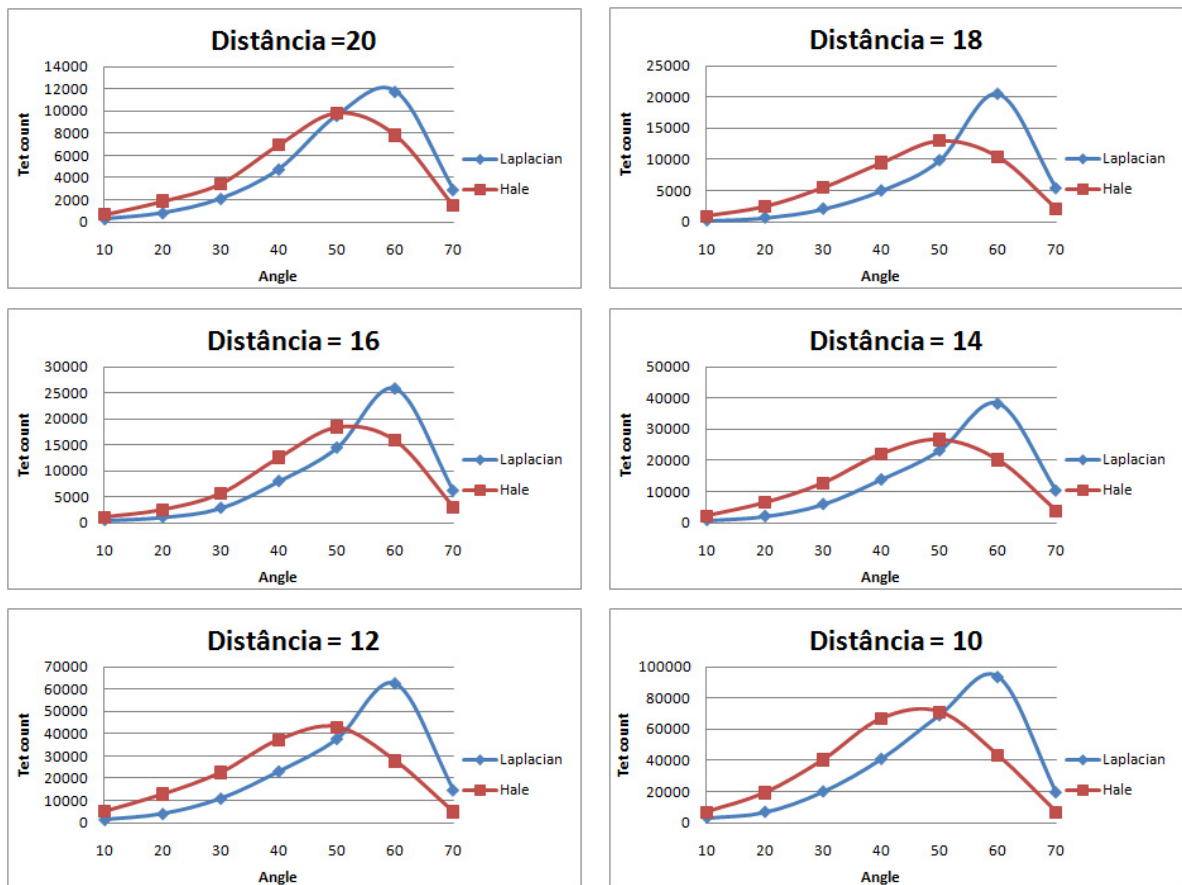 Distância =20
14000
12000
10000
8000
6000
4000
2000
0
Tet count
10 20 30 40 50 60 70
Angle
Laplacian
Hale
Distância = 18
25000
20000
15000
10000
5000
0
Tet count
10 20 30 40 50 60 70
Angle
Laplacian
Hale
Distância = 16
30000
25000
20000
15000
10000
5000
0
Tet count
10 20 30 40 50 60 70
Angle
Laplacian
Hale
Distância = 14
50000
40000
30000
20000
10000
0
Tet count
10 20 30 40 50 60 70
Angle
Laplacian
Hale
Distância = 12
70000
60000
50000
40000
30000
20000
10000
0
Tet count
10 20 30 40 50 60 70
Angle
Laplacian
Hale
Distância = 10
100000
80000
60000
40000
20000
0
Tet count
10 20 30 40 50 60 70
Angle
Laplacian
Hale